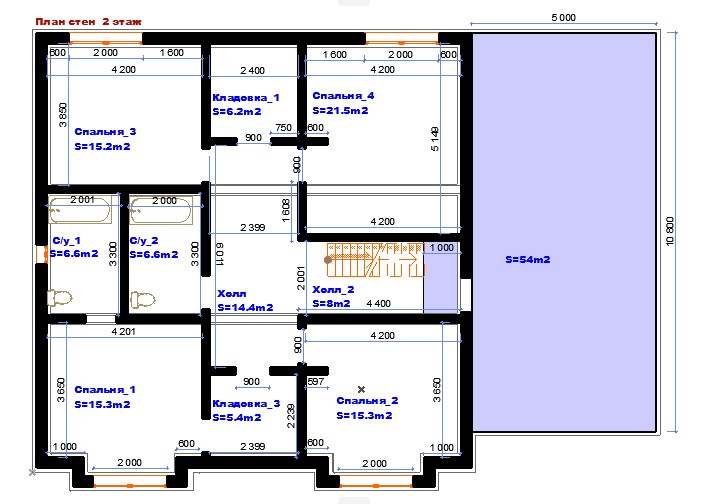 План стен 2 этаж
5 000
600
2 000
1 600
1 600
2 000
600
4 200
2 400
4 200
3 850
Кладовка_1
S=6.2m2
Спальня_4
S=21.5m2
Спальня_3
S=15.2m2
750
600
900
5 149
900
2 001
2 000
1 608
4 200
2 399
10 800
С/у_1
S=6.6m2
3 300
С/у_2
S=6.6m2
3 300
6 011
1 000
S=54m2
2 001
Холл
S=14.4m2
Холл_2
S=8m2
4 400
4 201
4 200
900
3 650
Спальня_1
S=15.3m2
900
597
3 650
Кладовка_3
S=5.4m2
2 239
Спальня_2
S=15.3m2
1 000
600
2 399
600
1 000
2 000
2 000